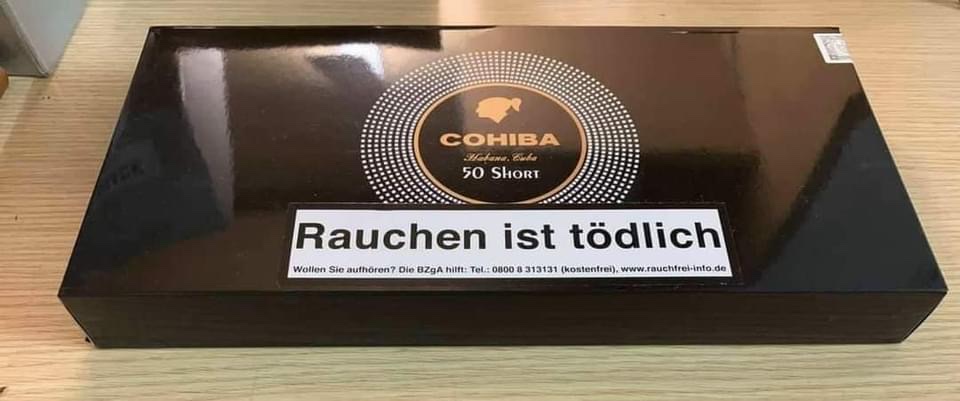 COHIBA
Habana, Cuba
50 SHORT
Rauchen ist tödlich
Wollen Sie aufhören? Die BZgA hilft: Tel.: 0800 8 313131 (kostenfrei), www.rauchfrei-info.de